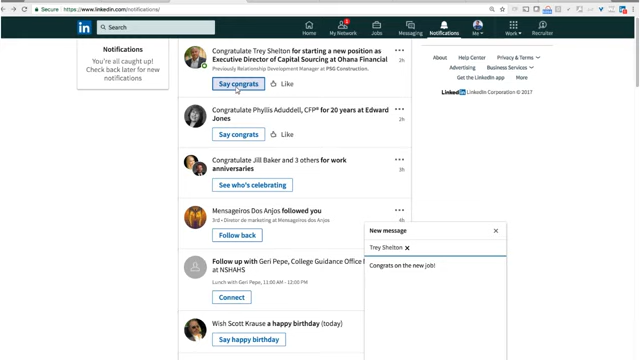 Secure https://www.linkedin.com/notifications/
in
Search
Home
My Network
Jobs
Messaging
Notifications
Me
Work
Recruiter
Notifications
You're all caught up!
Check back later for new
notifications
Congratulate Trey Shelton for starting a new position as
Executive Director of Capital Sourcing at Ohana Financial
Previously Relationship Development Manager at PSG Construction.
2h
Say congrats
Like
Congratulate Phyllis Aduddell, CFP® for 20 years at Edward
Jones
2h
Say congrats
Like
Congratulate Jill Baker and 3 others for work
anniversaries
3h
See who's celebrating
Mensageiros Dos Anjos followed you
3rd • Diretor de marketing at Mensageiros dos Anjos
4h
Follow back
Follow up with Geri Pepe, College Guidance Office
at NSHAHS
Lunch with Geri Pepe, 11:00 AM - 12:00 PM
Connect
Wish Scott Krause a happy birthday (today)
Say happy birthday
About Help Center Privacy & Terms
Advertising Business Services
Get the LinkedIn app More
LinkedIn LinkedIn Corporation © 2017
New message
Trey Shelton
Congrats on the new job!